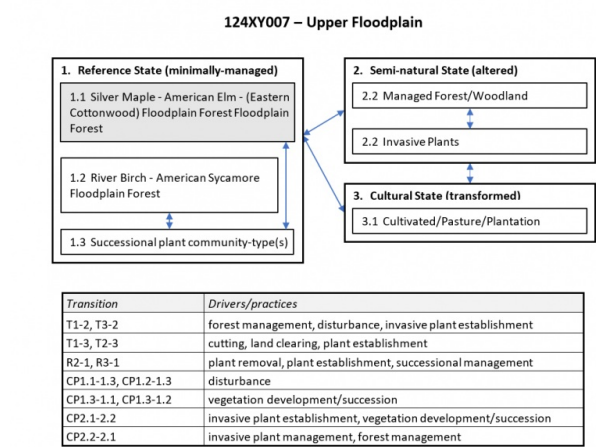 124XY007 – Upper Floodplain
1. Reference State (minimally-managed)
1.1 Silver Maple - American Elm - (Eastern
Cottonwood) Floodplain Forest Floodplain
Forest
1.2 River Birch - American Sycamore
Floodplain Forest
1.3 Successional plant community-type(s)
2. Semi-natural State (altered)
2.2 Managed Forest/Woodland
2.2 Invasive Plants
3. Cultural State (transformed)
3.1 Cultivated/Pasture/Plantation
Transition Drivers/practices
T1-2, T3-2 forest management, disturbance, invasive plant establishment
T1-3, T2-3 cutting, land clearing, plant establishment
R2-1, R3-1 plant removal, plant establishment, successional management
CP1.1-1.3, CP1.2-1.3 disturbance
CP1.3-1.1, CP1.3-1.2 vegetation development/succession
CP2.1-2.2 invasive plant establishment, vegetation development/succession
CP2.2-2.1 invasive plant management, forest management